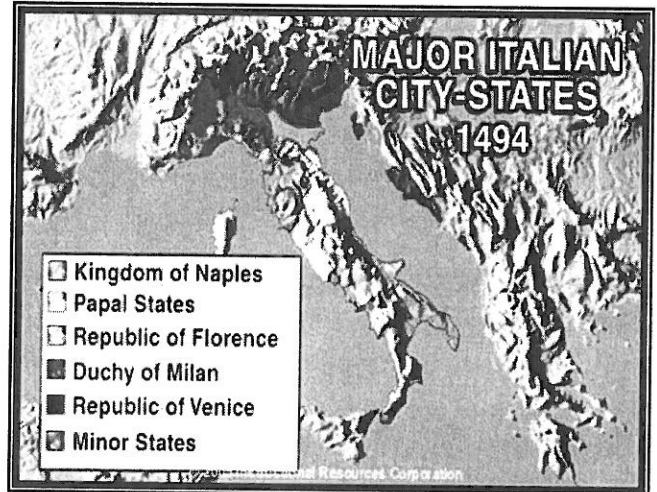 MAJOR ITALIAN
CITY-STATES
1494
Kingdom of Naples
Papal States
Republic of Florence
Duchy of Milan
Republic of Venice
Minor States
Resources Corporation